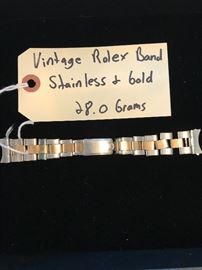 Vintage Rolex Band
Stainless & Gold
28.0 Grams